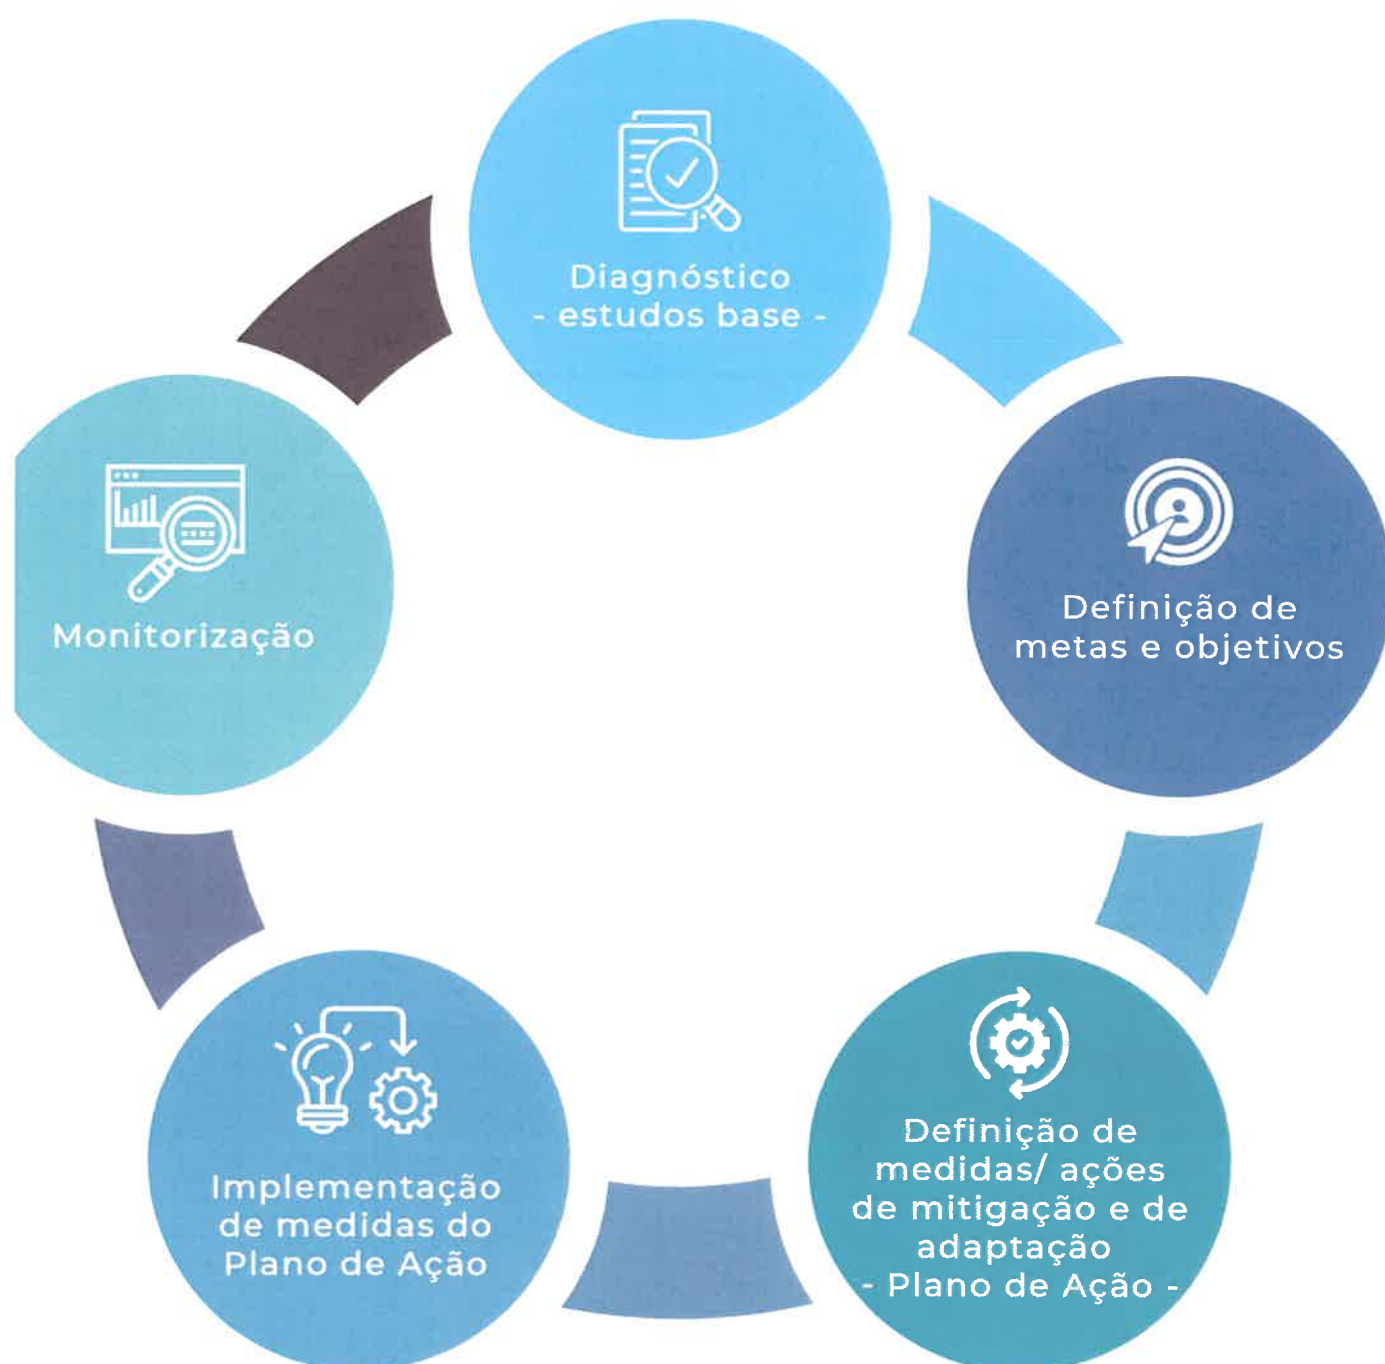 Diagnóstico
- estudos base -
Definição de
metas e objetivos
Definição de
medidas/ ações
de mitigação e de
adaptação
- Plano de Ação -
Implementação
de medidas do
Plano de Ação
Monitorização